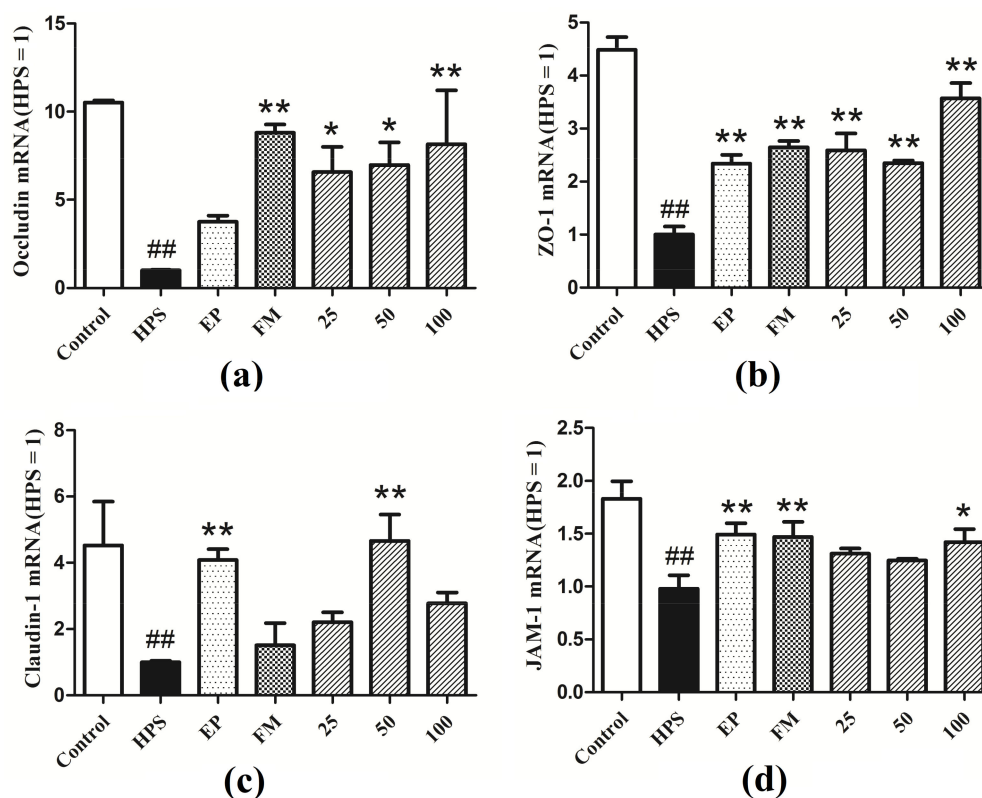 Occludin mRNA(HPS = 1)
15
10
5
0
##
**
*
*
**
Control
HPS
EP
FM
25
50
100
(a)
ZO-1 mRNA(HPS = 1)
5
4
3
2
1
0
##
**
**
**
**
**
Control
HPS
EP
FM
25
50
100
(b)
Claudin-1 mRNA(HPS = 1)
8
6
4
2
0
##
**
**
Control
HPS
EP
FM
25
50
100
(c)
JAM-1 mRNA(HPS = 1)
2.5
2.0
1.5
1.0
0.5
0.0
##
**
**
*
Control
HPS
EP
FM
25
50
100
(d)